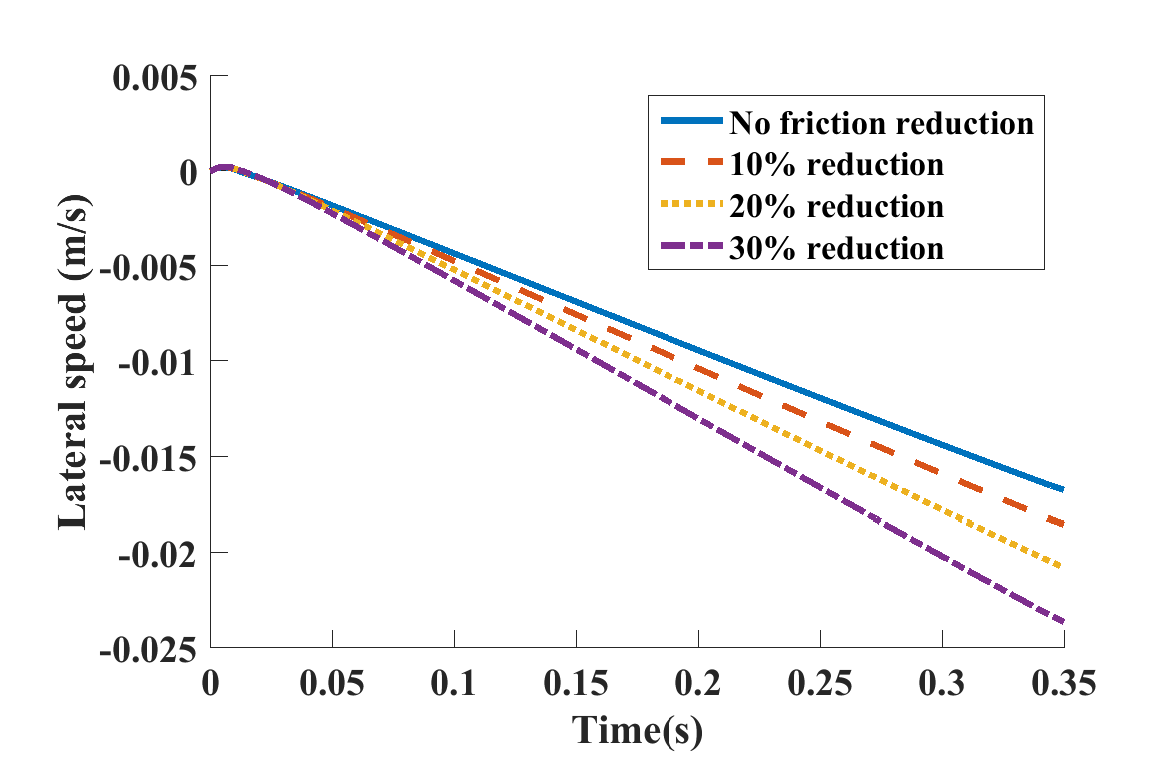 0.005
0
-0.005
-0.01
-0.015
-0.02
-0.025
Lateral speed (m/s)
No friction reduction
10% reduction
20% reduction
30% reduction
0 0.05 0.1 0.15 0.2 0.25 0.3 0.35
Time(s)